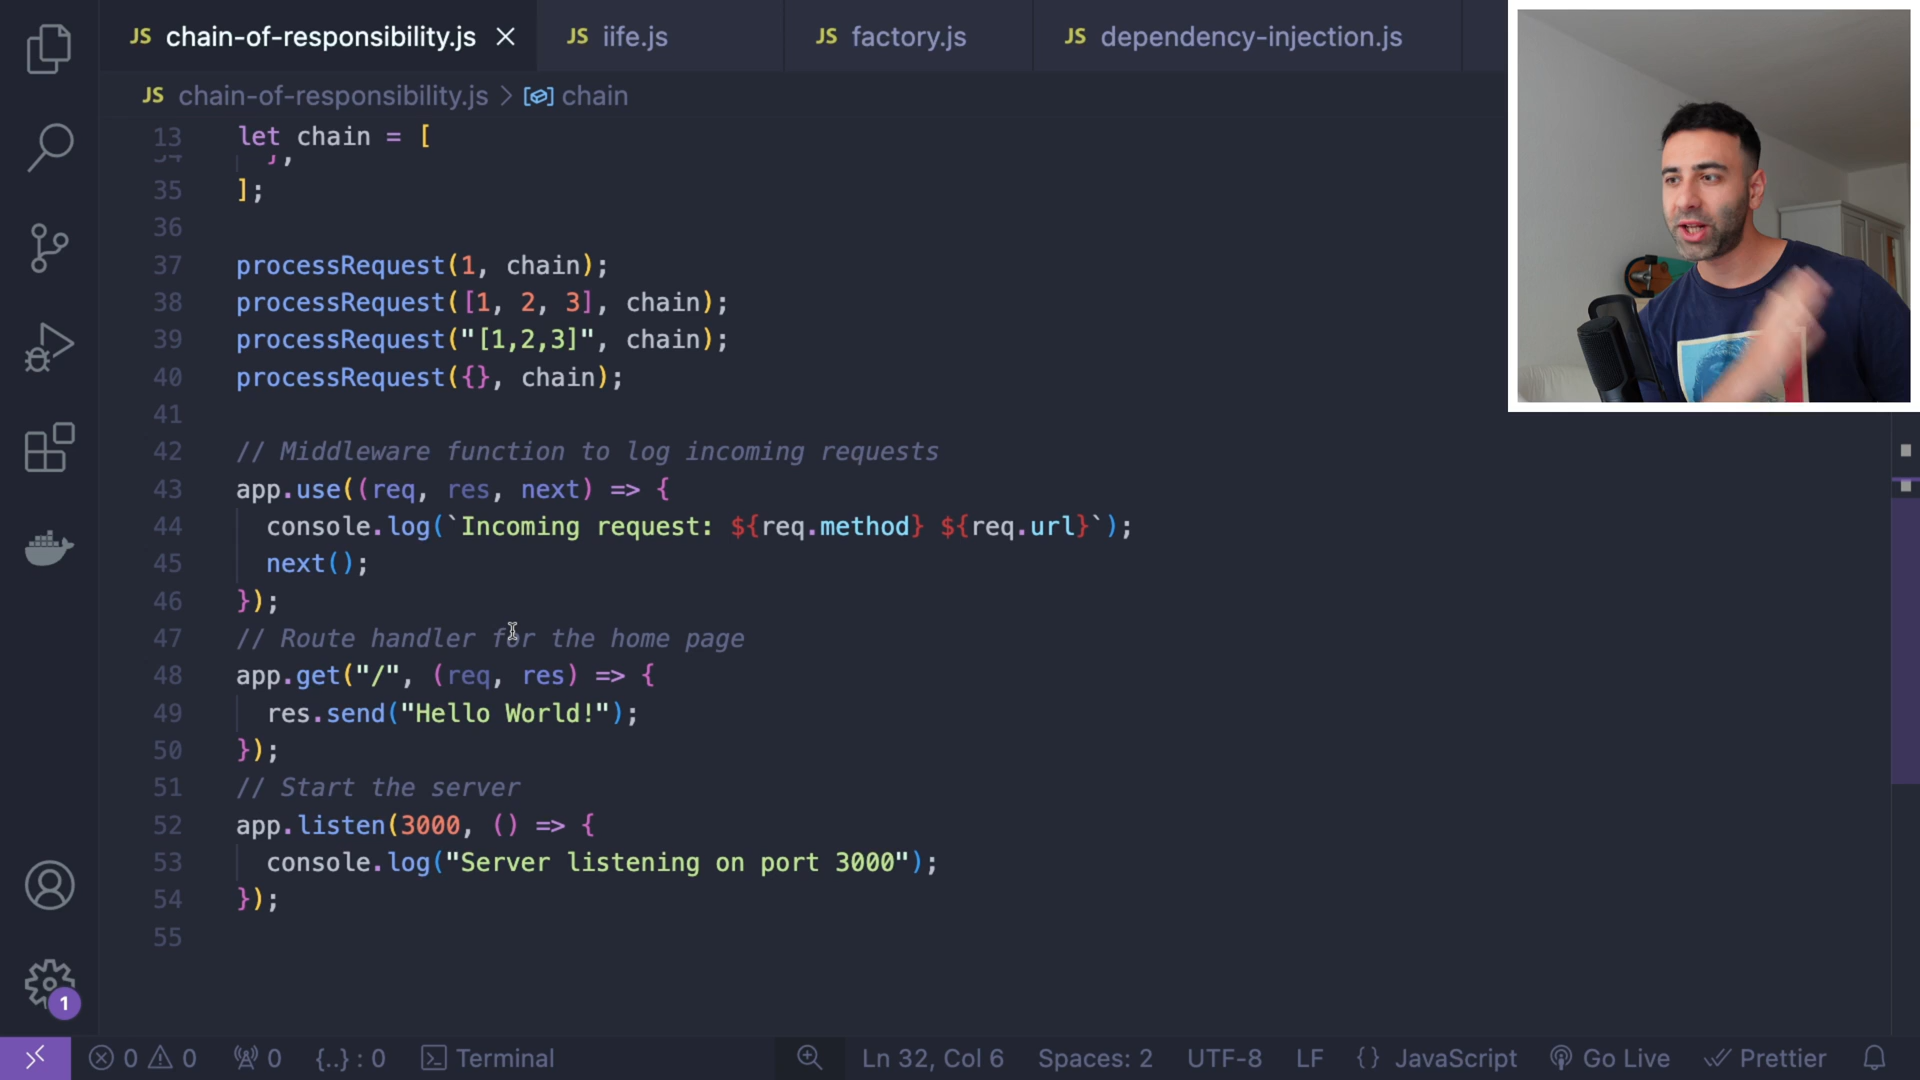 JS chain-of-responsibility.js
JS iife.js
JS factory.js
JS dependency-injection.js
JS chain-of-responsibility.js > chain
13 let chain = [
34 },
35 ];
36
37 processRequest(1, chain);
38 processRequest([1, 2, 3], chain);
39 processRequest("[1,2,3]", chain);
40 processRequest({}, chain);
41
42 // Middleware function to log incoming requests
43 app.use((req, res, next) => {
44 console.log(`Incoming request: ${req.method} ${req.url}`);
45 next();
46 });
47 // Route handler for the home page
48 app.get("/", (req, res) => {
49 res.send("Hello World!");
50 });
51 // Start the server
52 app.listen(3000, () => {
53 console.log("Server listening on port 3000");
54 });
55
1
0 0 0 {..} : 0 Terminal Ln 32, Col 6 Spaces: 2 UTF-8 LF {} JavaScript Go Live Prettier